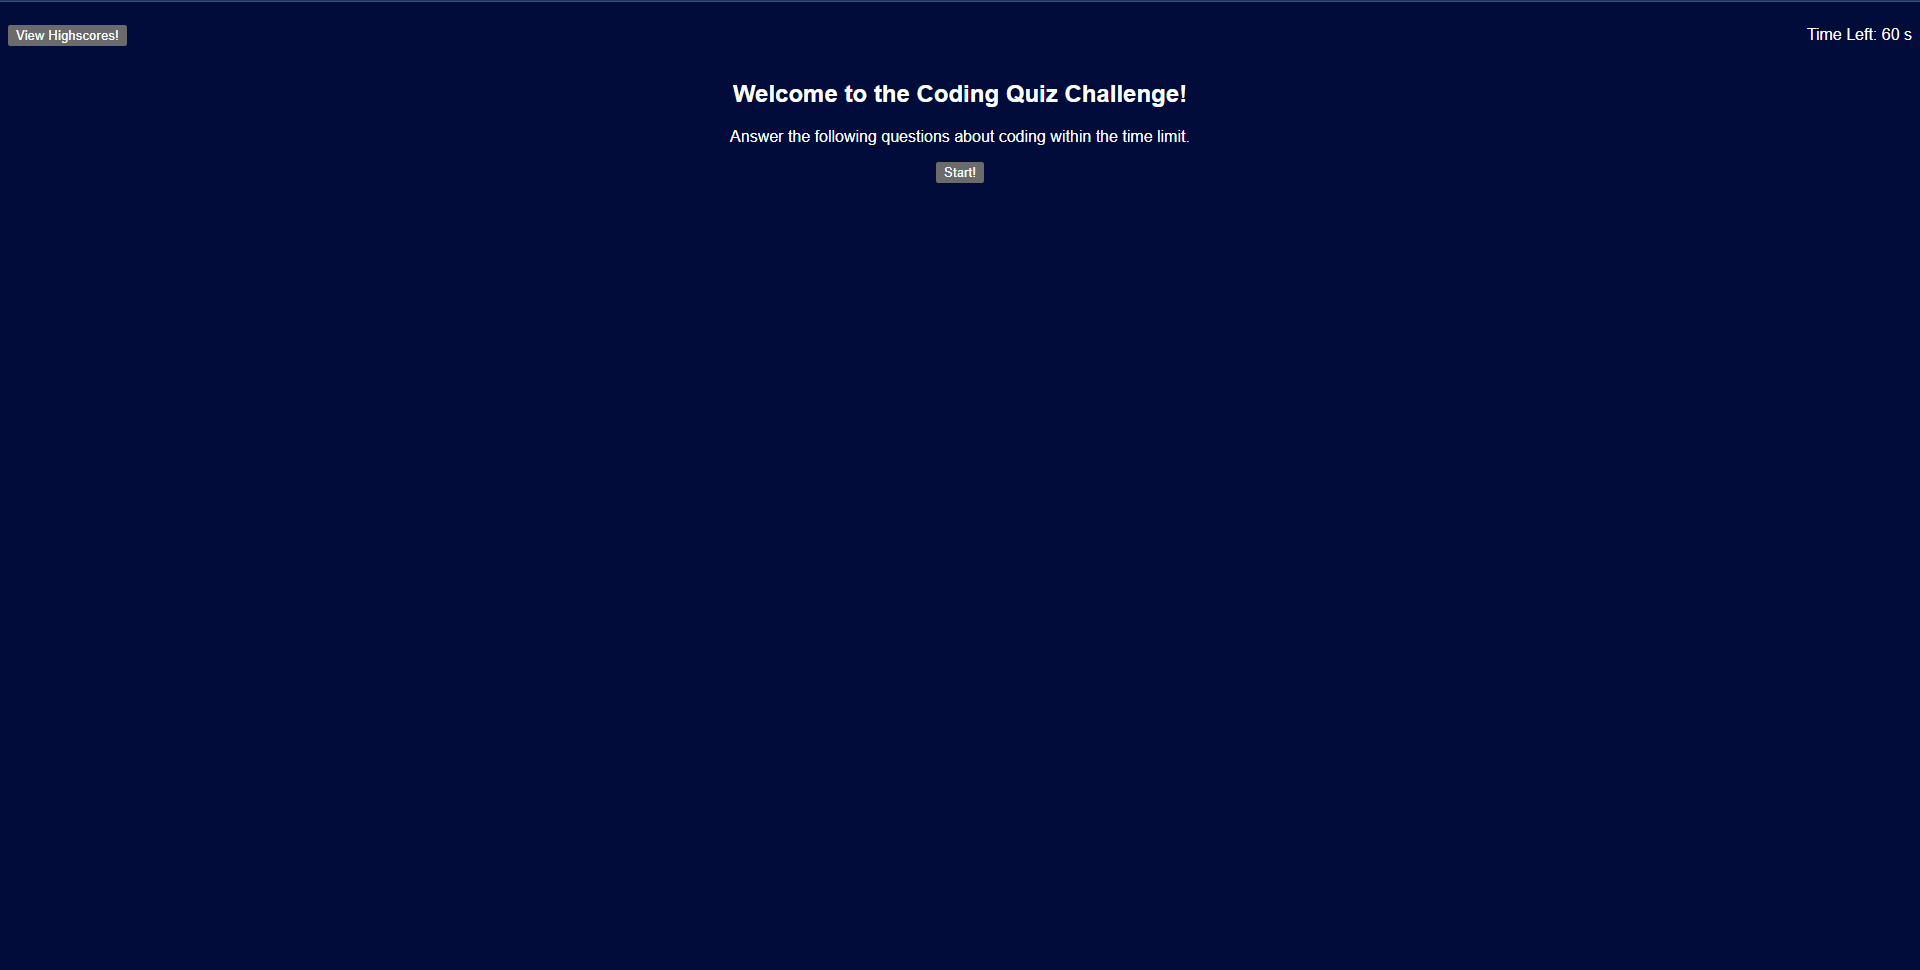 View Highscores!
Time Left: 60 s
Welcome to the Coding Quiz Challenge!
Answer the following questions about coding within the time limit.
Start!